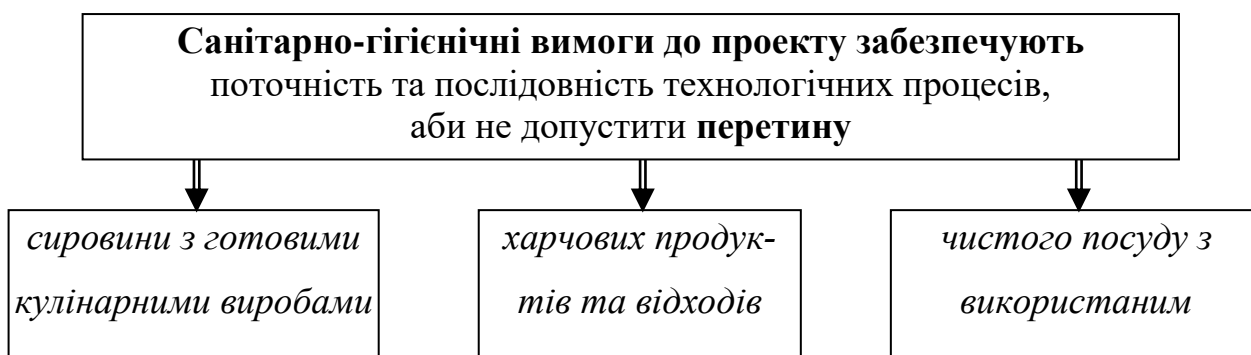 Санітарно-гігієнічні вимоги до проекту забезпечують
поточність та послідовність технологічних процесів,
аби не допустити перетину
сировини з готовими
кулінарними виробами
харчових продук-
тів та відходів
чистого посуду з
використаним